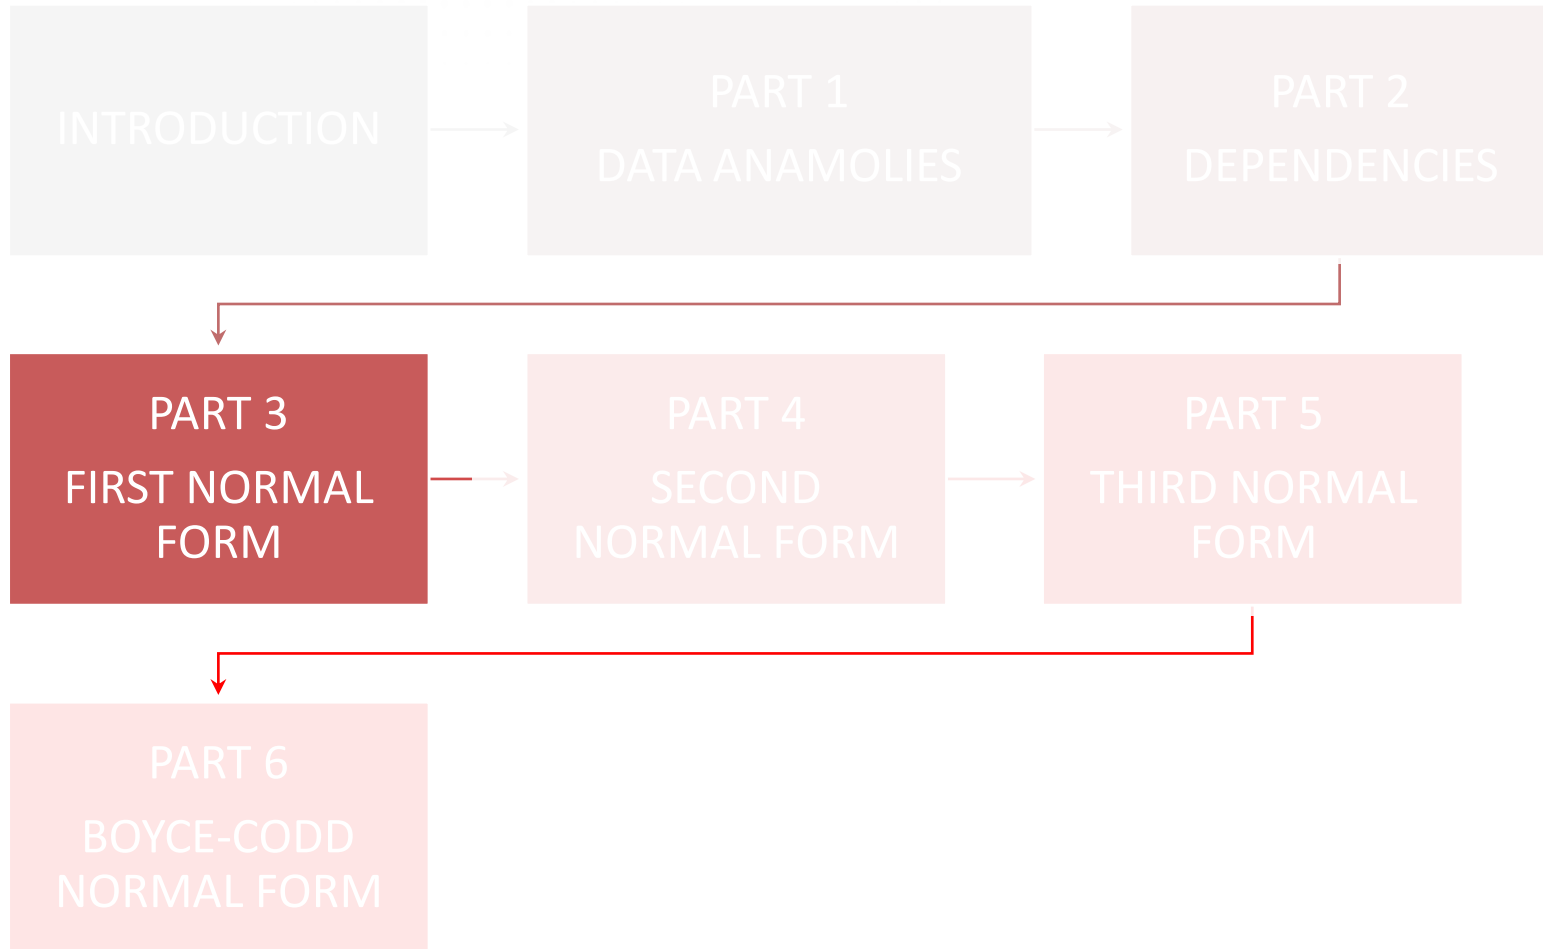 INTRODUCTION
PART 1
DATA ANAMOLIES
PART 2
DEPENDENCIES
PART 3
FIRST NORMAL
FORM
PART 4
SECOND
NORMAL FORM
PART 5
THIRD NORMAL
FORM
PART 6
BOYCE-CODD
NORMAL FORM